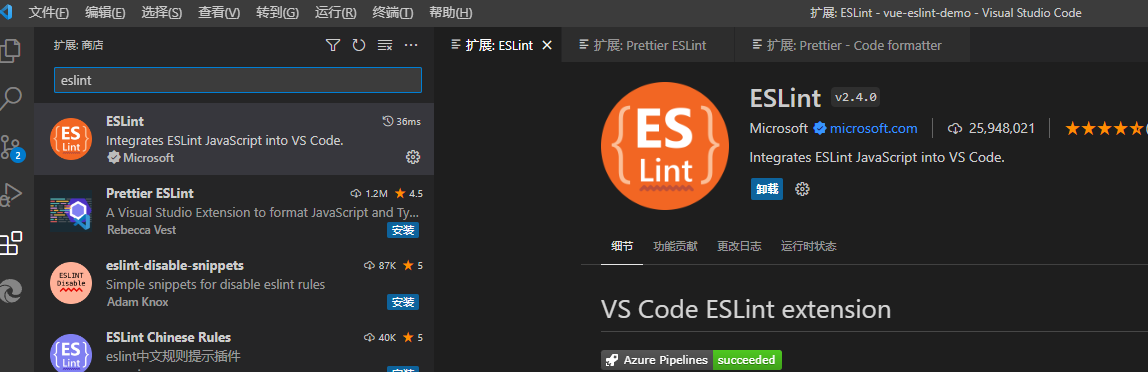 文件(F) 编辑(E) 选择(S) 查看(V) 转到(G) 运行(R) 终端(T) 帮助(H) 扩展: ESLint - vue-eslint-demo - Visual Studio Code
扩展: 商店
扩展: ESLint 扩展: Prettier ESLint 扩展: Prettier - Code formatter
eslint
ES
Lint
ESLint 36ms
Integrates ESLint JavaScript into VS Code.
Microsoft
2
Prettier ESLint 1.2M 4.5
A Visual Studio Extension to format JavaScript and Ty...
Rebecca Vest 安装
ESLINT
Disable
eslint-disable-snippets 87K 5
Simple snippets for disable eslint rules
Adam Knox 安装
ES
Lint
ESLint Chinese Rules 40K 5
eslint中文规则提示插件
安装
ES
Lint
ESLint v2.4.0
Microsoft microsoft.com 25,948,021
Integrates ESLint JavaScript into VS Code.
卸载
细节 功能贡献 更改日志 运行时状态
VS Code ESLint extension
Azure Pipelines succeeded